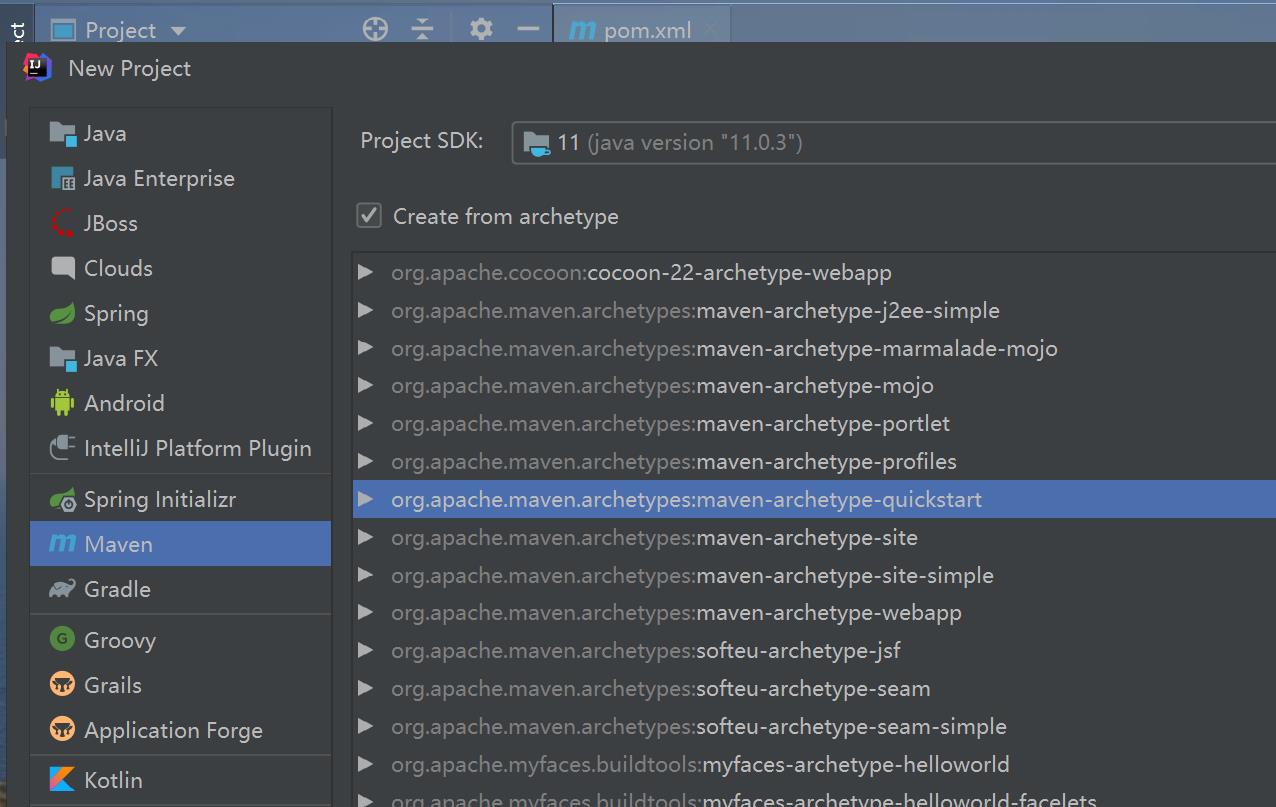 Project
pom.xml
New Project
Java
Java Enterprise
JBoss
Clouds
Spring
Java FX
Android
IntelliJ Platform Plugin
Spring Initializr
Maven
Gradle
Groovy
Grails
Application Forge
Kotlin
Project SDK: 11 (java version "11.0.3")
Create from archetype
org.apache.cocoon:cocoon-22-archetype-webapp
org.apache.maven.archetypes:maven-archetype-j2ee-simple
org.apache.maven.archetypes:maven-archetype-marmalade-mojo
org.apache.maven.archetypes:maven-archetype-mojo
org.apache.maven.archetypes:maven-archetype-portlet
org.apache.maven.archetypes:maven-archetype-profiles
org.apache.maven.archetypes:maven-archetype-quickstart
org.apache.maven.archetypes:maven-archetype-site
org.apache.maven.archetypes:maven-archetype-site-simple
org.apache.maven.archetypes:maven-archetype-webapp
org.apache.maven.archetypes:softeu-archetype-jsf
org.apache.maven.archetypes:softeu-archetype-seam
org.apache.maven.archetypes:softeu-archetype-seam-simple
org.apache.myfaces.buildtools:myfaces-archetype-helloworld
org.apache.myfaces.buildtools:myfaces-archetype-helloworld-facelets